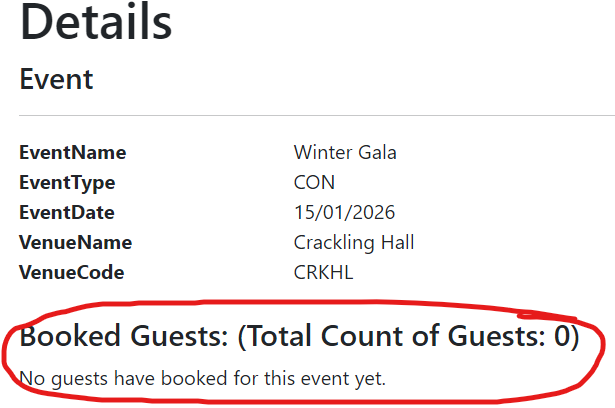 Details
Event
EventName Winter Gala
EventType CON
EventDate 15/01/2026
VenueName Crackling Hall
VenueCode CRKHL
Booked Guests: (Total Count of Guests: 0)
No guests have booked for this event yet.